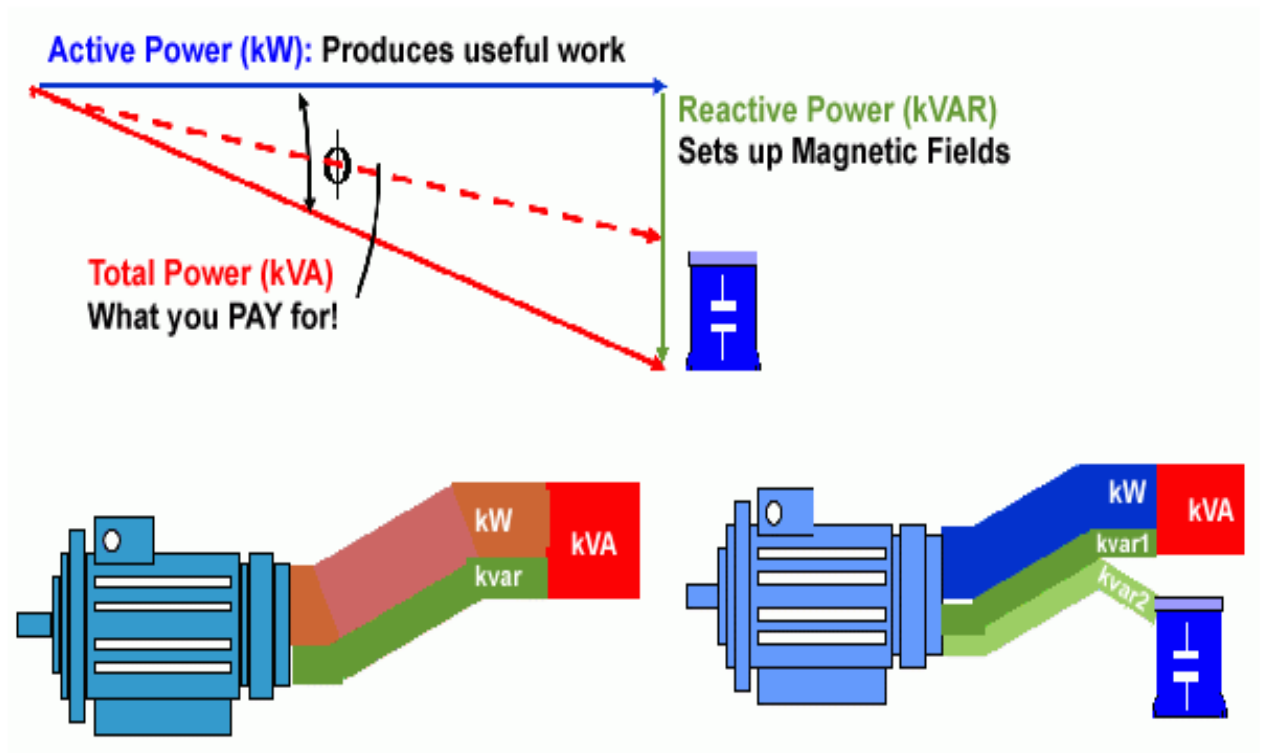 Active Power (kW): Produces useful work
Reactive Power (kVAR)
Sets up Magnetic Fields
ϕ
Total Power (kVA)
What you PAY for!
kW
kVA
kvar
kW
kVA
kvar1
kvar2